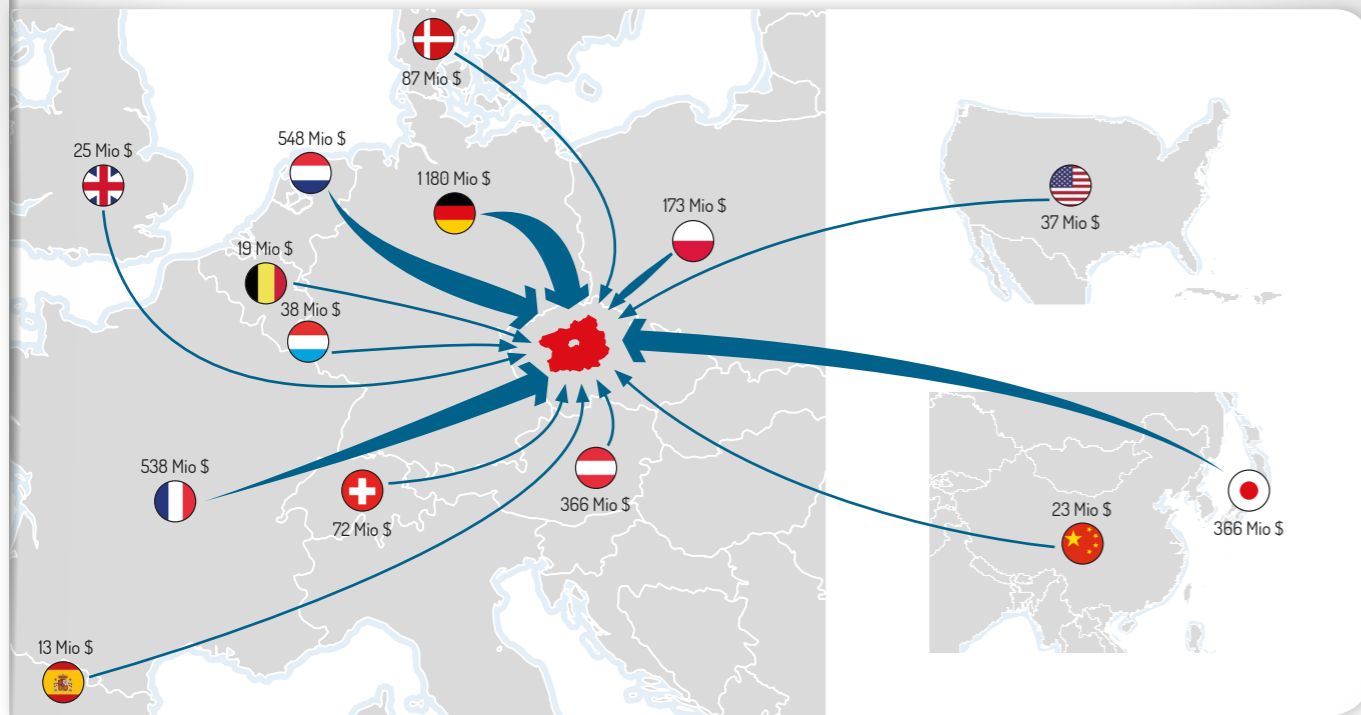 87 Mio $
548 Mio $
25 Mio $
1 180 Mio $
173 Mio $
37 Mio $
19 Mio $
38 Mio $
538 Mio $
72 Mio $
366 Mio $
23 Mio $
366 Mio $
13 Mio $